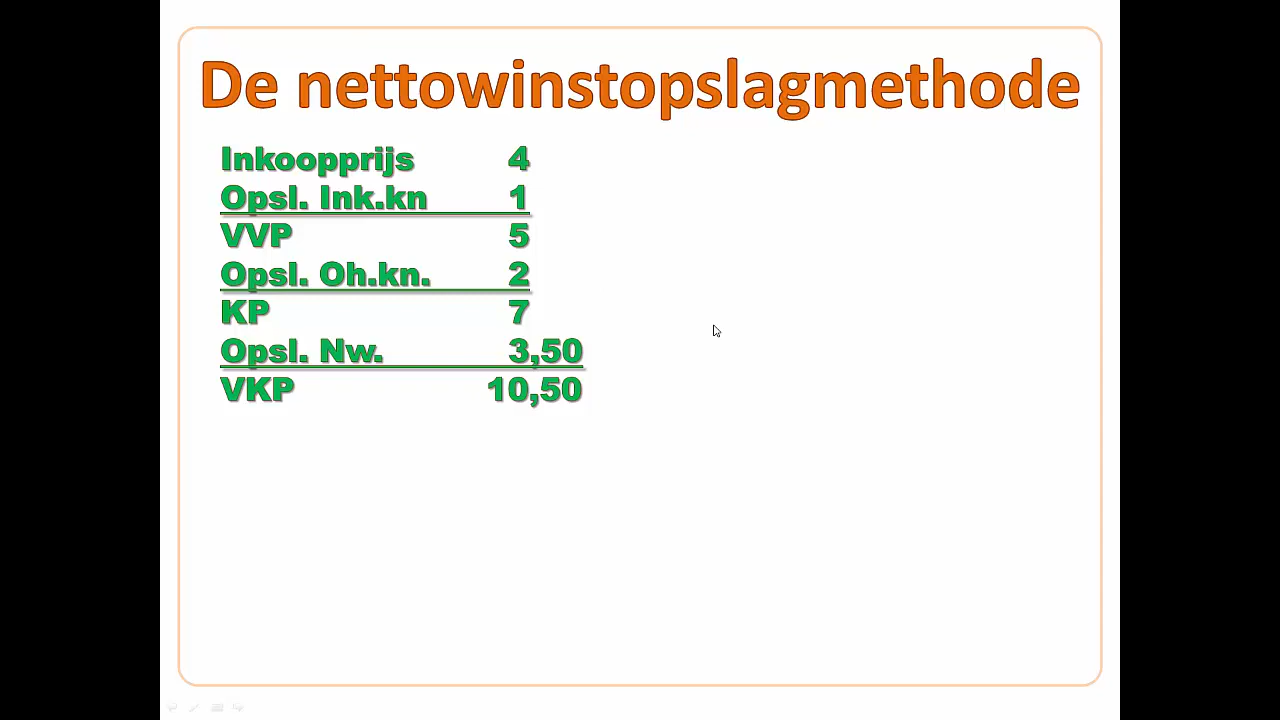 De nettowinstopslagmethode
Inkoopprijs 4
Opsl. Ink.kn 1
VVP 5
Opsl. Oh.kn. 2
KP 7
Opsl. Nw. 3,50
VKP 10,50